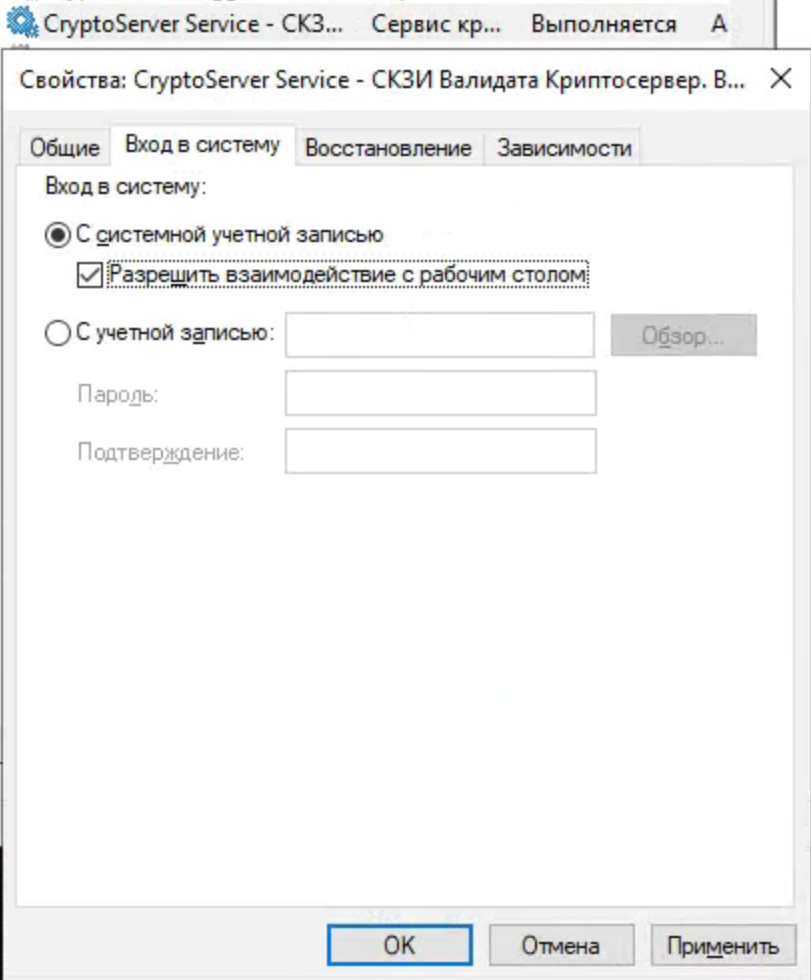 CryptoServer Service - СКЗ... Сервис кр... Выполняется А
Свойства: CryptoServer Service - СКЗИ Валидата Криптосервер. В...
Общие Вход в систему Восстановление Зависимости
Вход в систему:
С системной учетной записью
Разрешить взаимодействие с рабочим столом
С учетной записью: Обзор...
Пароль:
Подтверждение:
OK Отмена Применить